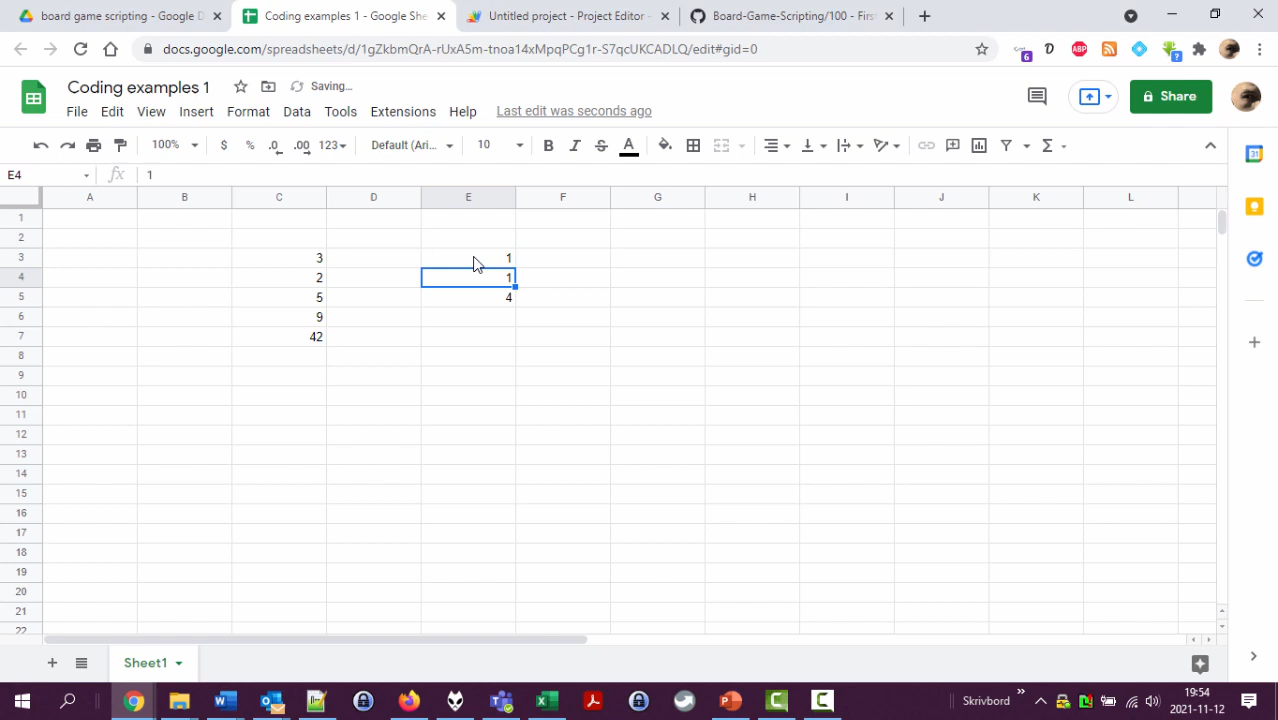 board game scripting - Google D
Coding examples 1 - Google She
Untitled project - Project Editor -
Board-Game-Scripting/100 - Firs
docs.google.com/spreadsheets/d/1gZkbmQrA-rUxA5m-tnoa14xMpqPCg1r-S7qcUKCADLQ/edit#gid=0
6
ABP
?
Coding examples 1
Saving...
Share
File Edit View Insert Format Data Tools Extensions Help Last edit was seconds ago
100% $ % .0 .00 123 Default (Ari... 10 B I S A
31
E4 fx 1
A B C D E F G H I J K L
1
2
3 3 1
4 2 1
5 5 4
6 9
7 42
8
9
10
11
12
13
14
15
16
17
18
19
20
21
22
Sheet1
Skrivbord
19:54
2021-11-12